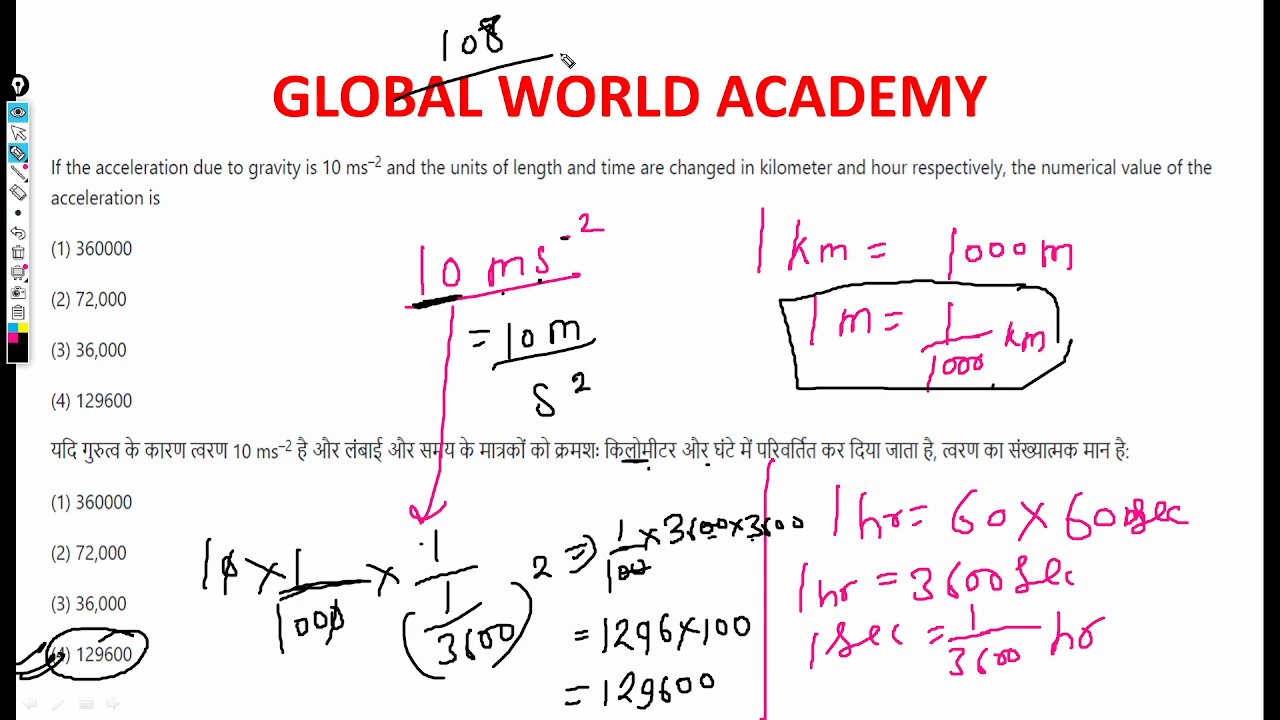 108
GLOBAL WORLD ACADEMY
If the acceleration due to gravity is 10 ms⁻² and the units of length and time are changed in kilometer and hour respectively, the numerical value of the
acceleration is
(1) 360000
(2) 72,000
(3) 36,000
(4) 129600
10 ms⁻²
= 10 m / s²
1 km = 1000 m
1 m = 1/1000 km
यदि गुरुत्व के कारण त्वरण 10 ms⁻² है और लंबाई और समय के मात्रकों को क्रमशः किलोमीटर और घंटे में परिवर्तित कर दिया जाता है, त्वरण का संख्यात्मक मान है:
(1) 360000
(2) 72,000
(3) 36,000
(4) 129600
10 × 1/1000 × 1/(1/3600)²
⇒ 1/100 × 3600 × 3600
= 1296 × 100
= 129600
1 hr = 60 × 60 sec
1 hr = 3600 sec
1 sec = 1/3600 hr